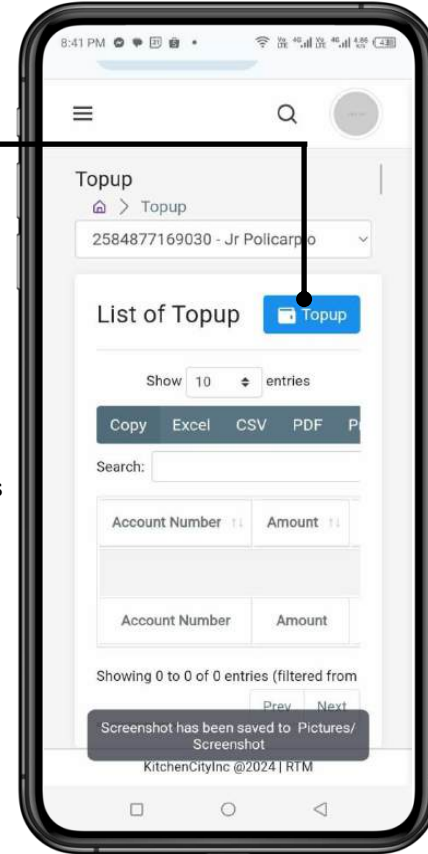 8:41 PM
Topup
> Topup
2584877169030 - Jr Policarpio
List of Topup
Topup
Show 10 entries
Copy Excel CSV PDF
Search:
Account Number Amount
Account Number Amount
Showing 0 to 0 of 0 entries (filtered from
Prev Next
Screenshot has been saved to Pictures/
Screenshot
KitchenCityInc @2024 | RTM
s